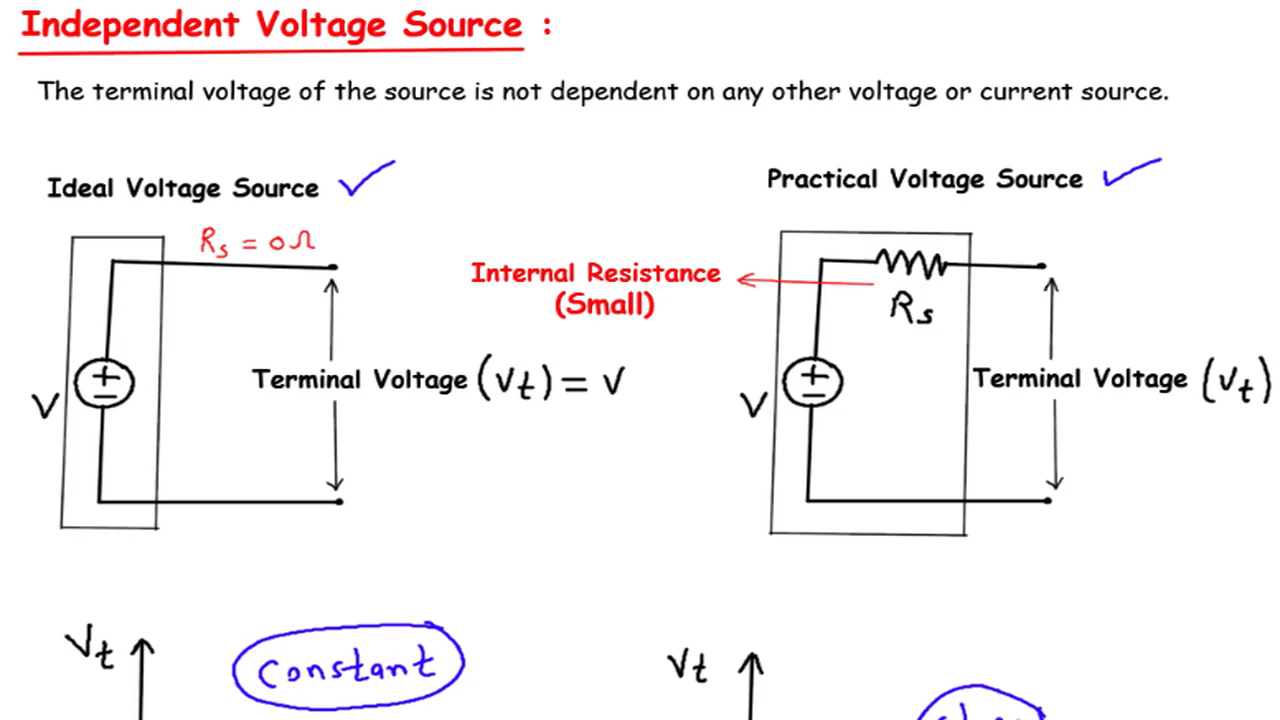 Independent Voltage Source :
The terminal voltage of the source is not dependent on any other voltage or current source.
Ideal Voltage Source
Practical Voltage Source
Rs = 0Ω
Internal Resistance
(Small)
Rs
+
−
V
Terminal Voltage (Vt) = V
+
−
V
Terminal Voltage (Vt)
Vt
Constant
Vt